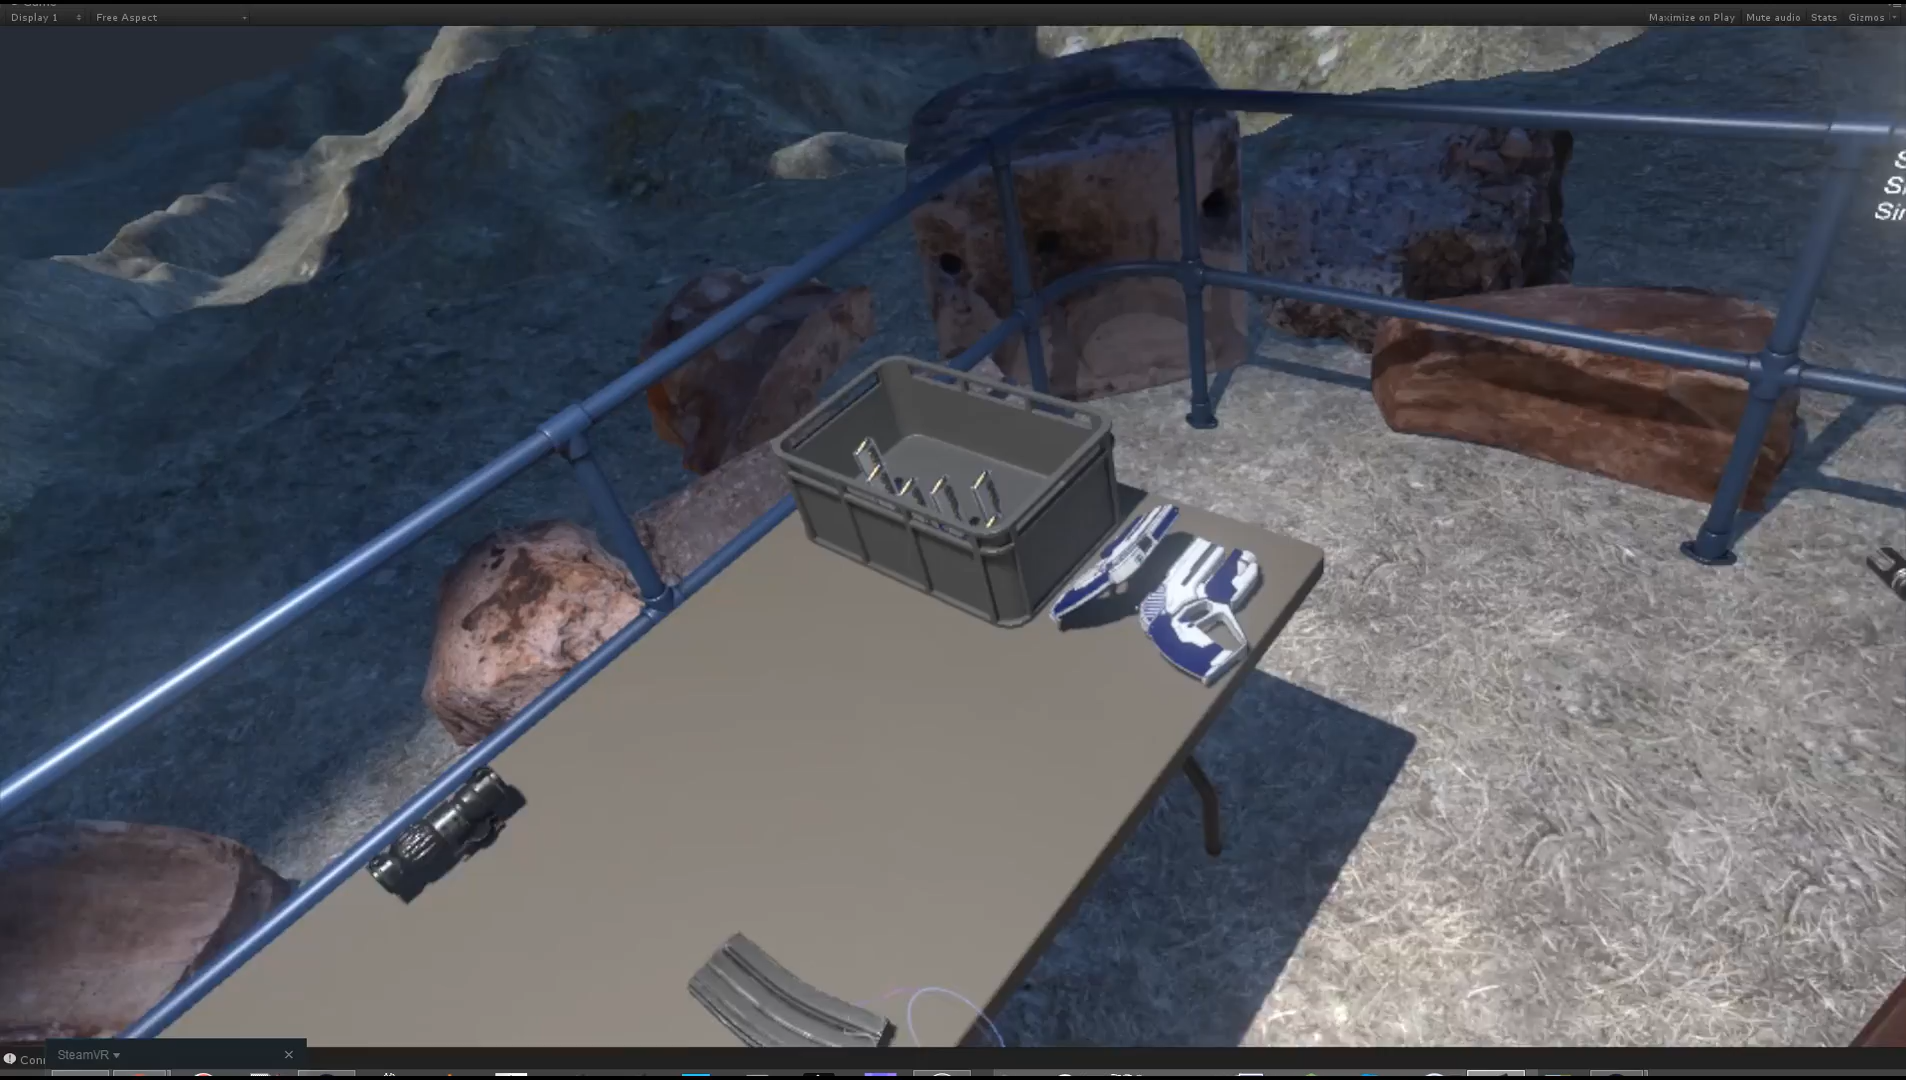 Display 1
Free Aspect
Maximize on Play
Mute audio
Stats
Gizmos
SteamVR